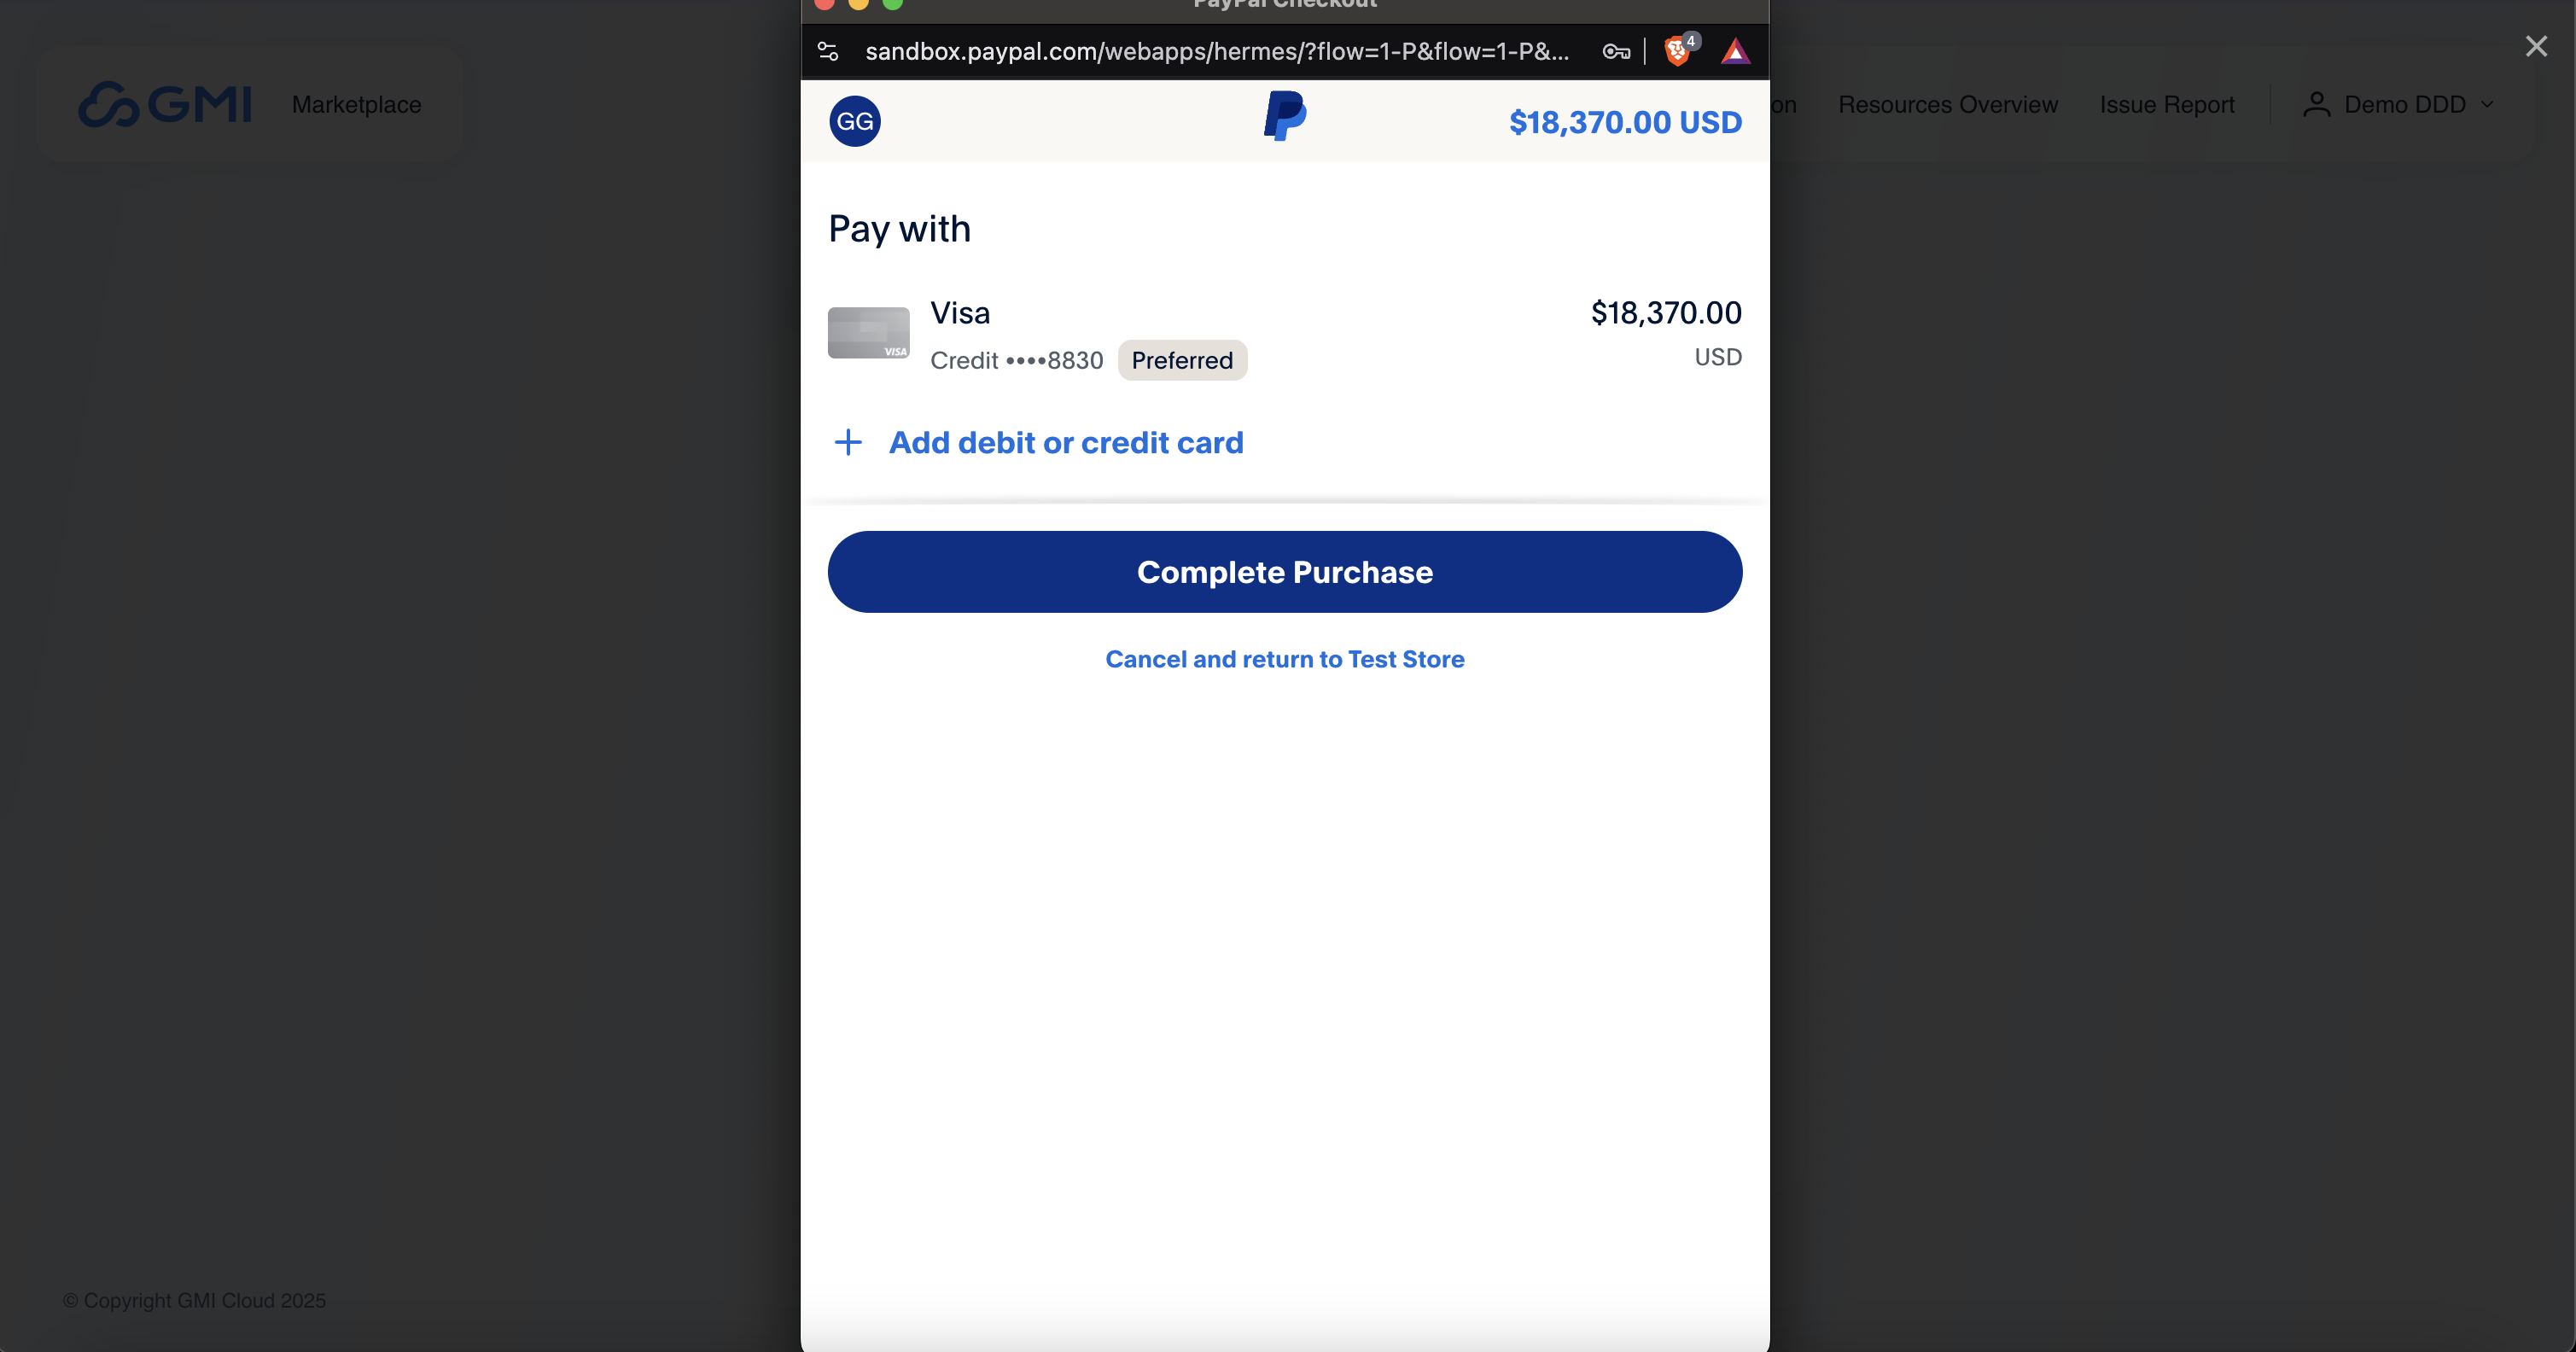 PayPal Checkout
sandbox.paypal.com/webapps/hermes/?flow=1-P&flow=1-P&...
4
GMI
Marketplace
on
Resources Overview
Issue Report
Demo DDD
GG
$18,370.00 USD
Pay with
Visa
$18,370.00
VISA
Credit ••••8830
Preferred
USD
Add debit or credit card
Complete Purchase
Cancel and return to Test Store
© Copyright GMI Cloud 2025